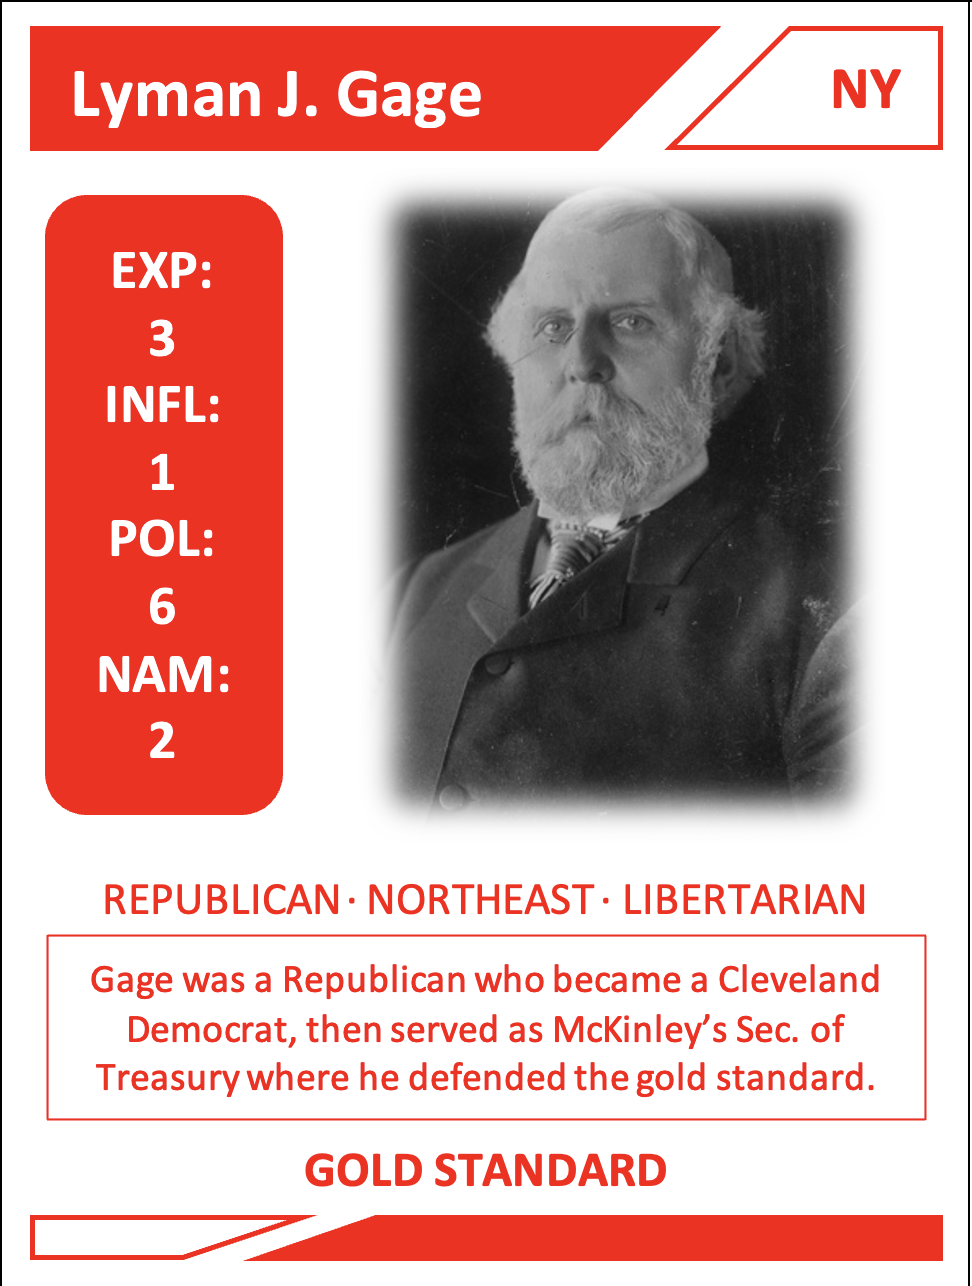 Lyman J. Gage
NY
EXP:
3
INFL:
1
POL:
6
NAM:
2
REPUBLICAN · NORTHEAST · LIBERTARIAN
Gage was a Republican who became a Cleveland
Democrat, then served as McKinley’s Sec. of
Treasury where he defended the gold standard.
GOLD STANDARD